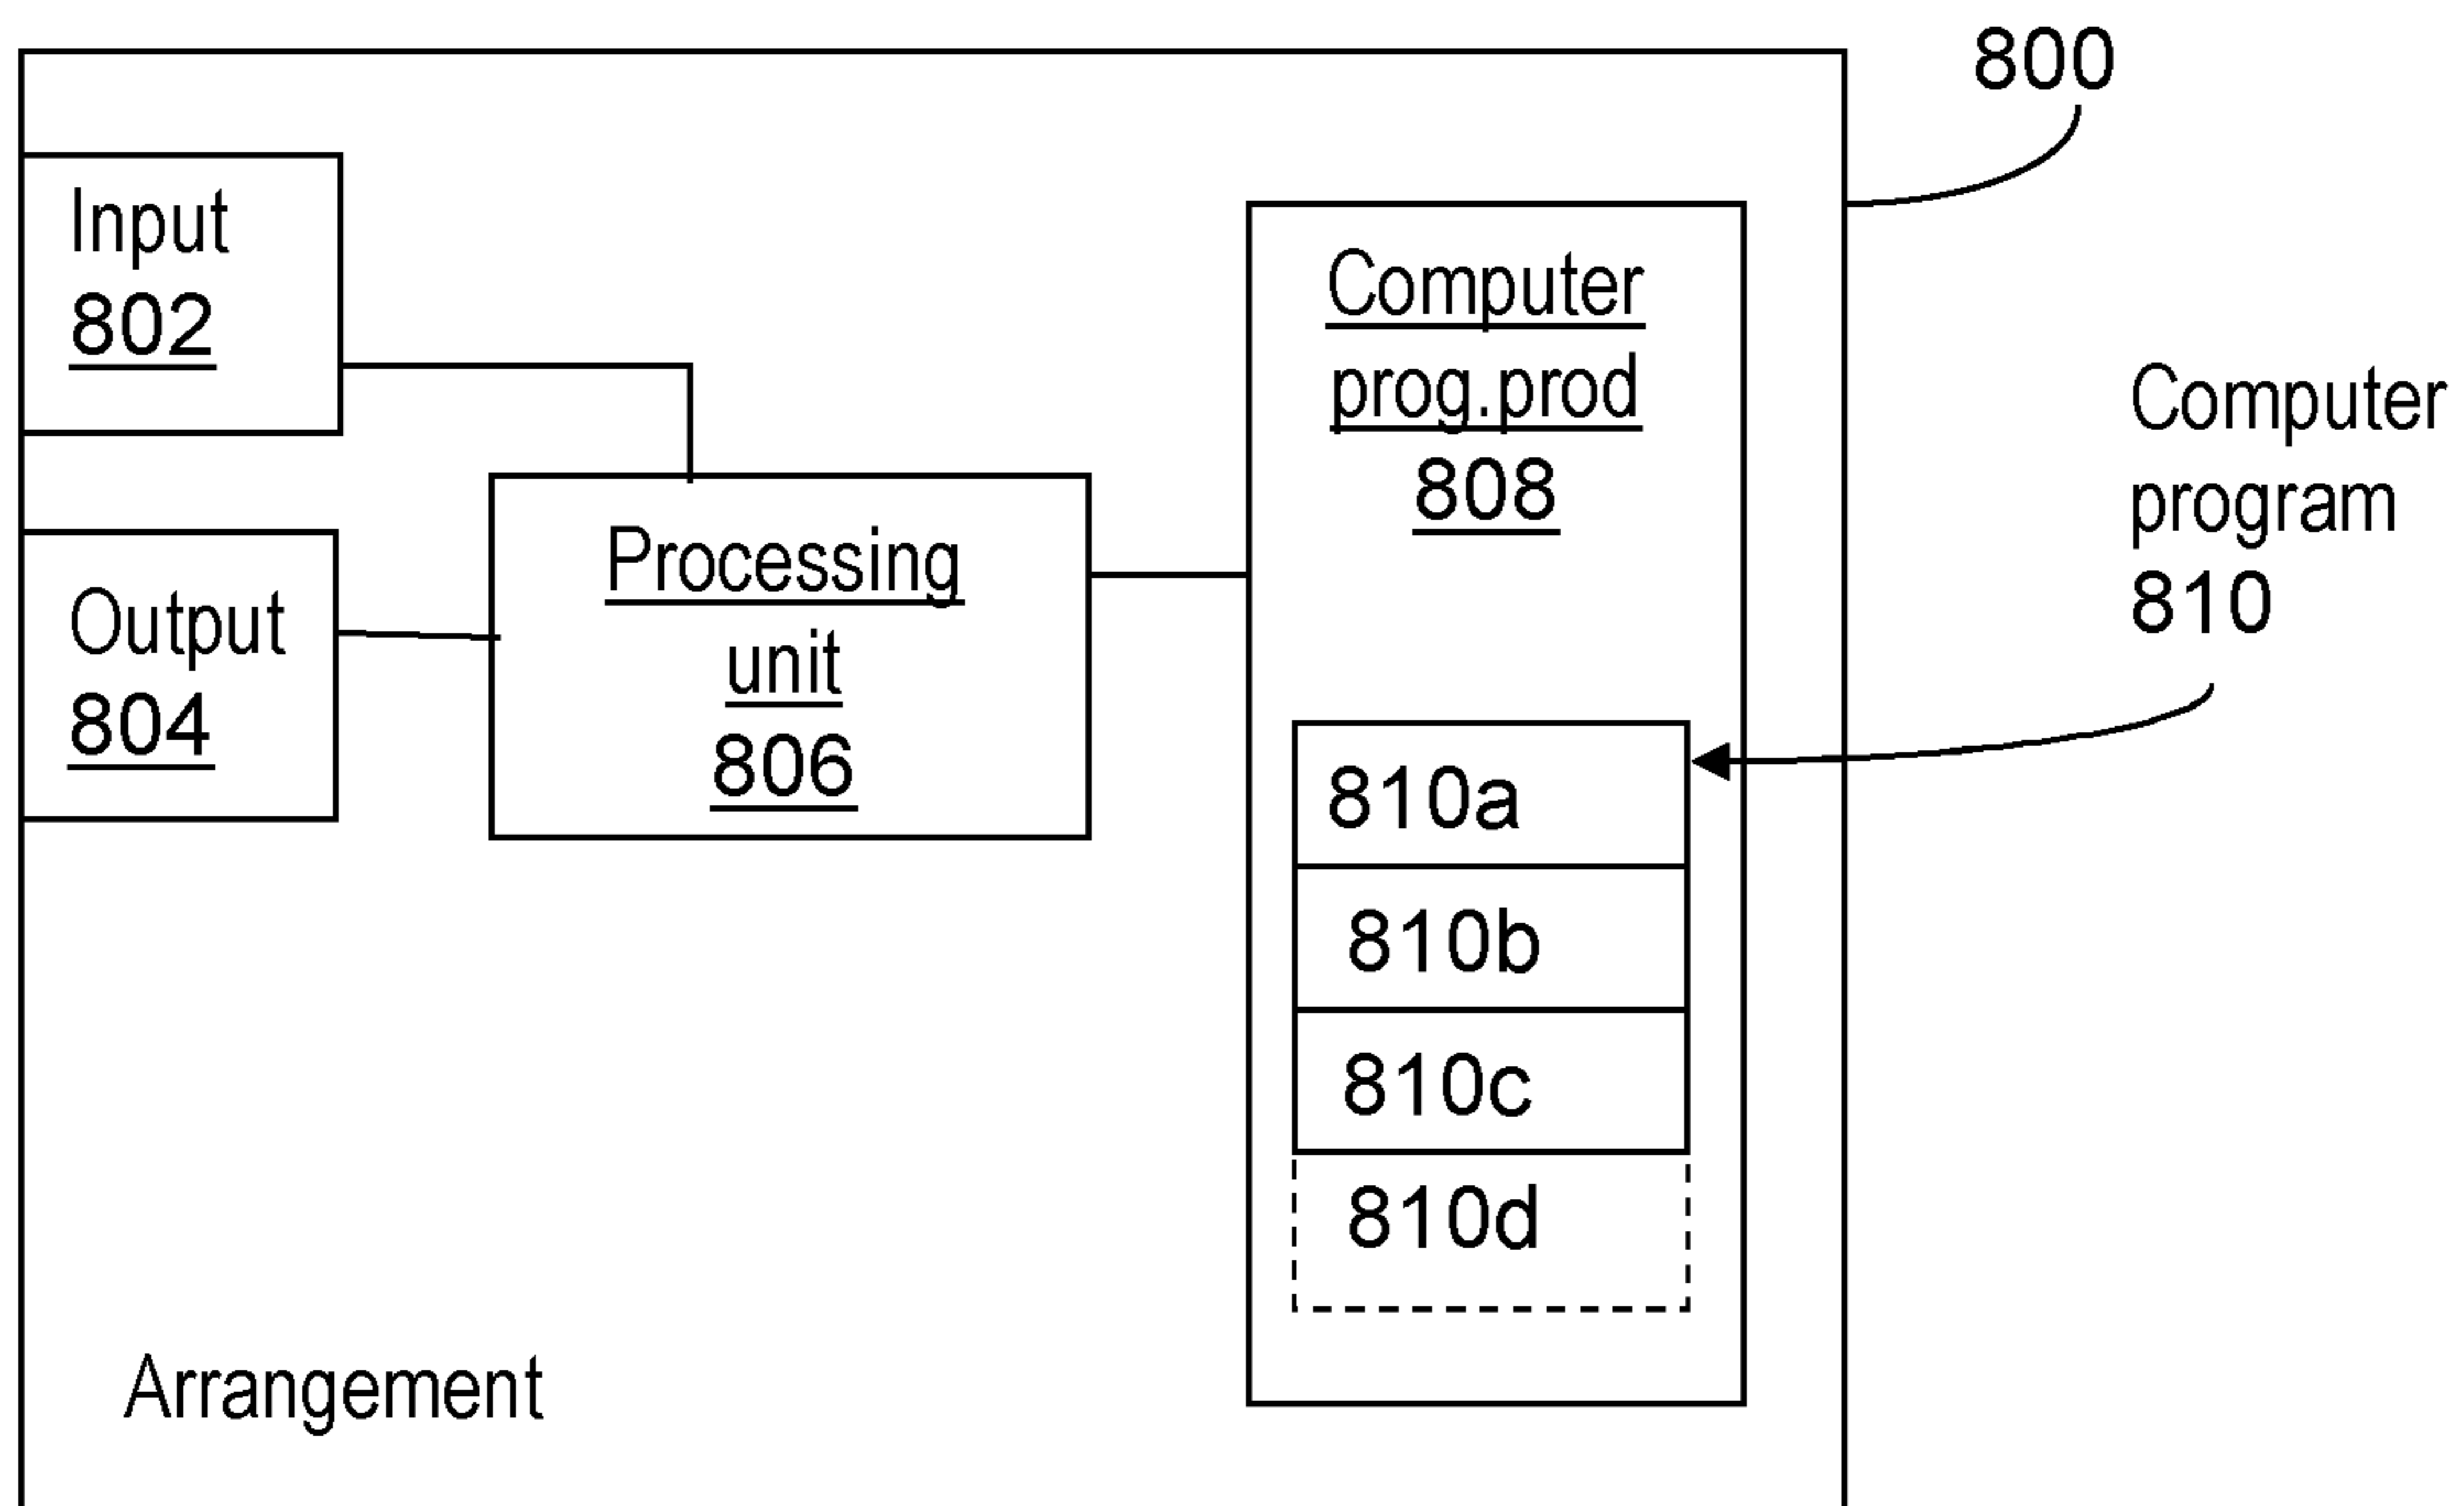 800
Input
802
Computer
prog.prod
808
Computer
program
810
Processing
unit
806
Output
804
810a
810b
810c
810d
Arrangement